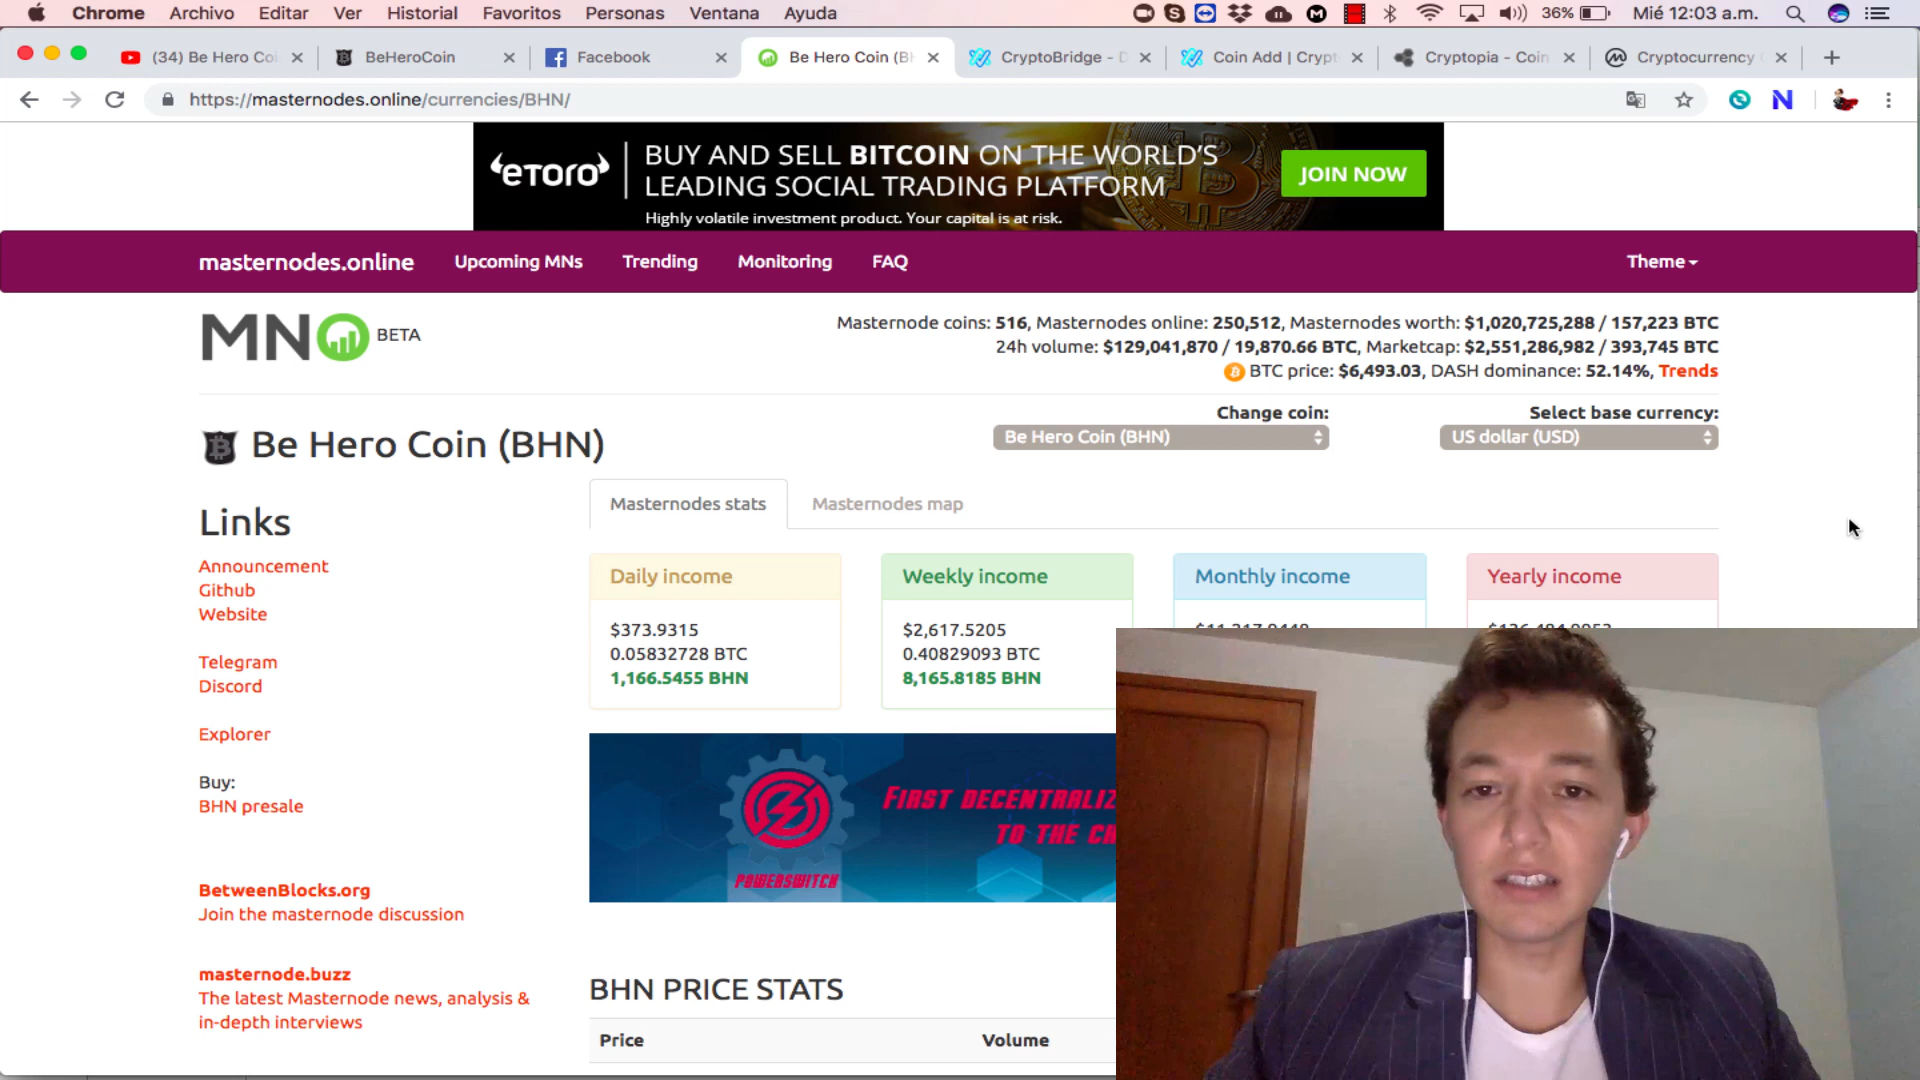 Chrome Archivo Editar Ver Historial Favoritos Personas Ventana Ayuda 36% Mié 12:03 a.m.
(34) Be Hero Coi BeHeroCoin Facebook Be Hero Coin (BH CryptoBridge - D Coin Add | Crypt Cryptopia - Coin Cryptocurrency
https://masternodes.online/currencies/BHN/
eToro BUY AND SELL BITCOIN ON THE WORLD'S
LEADING SOCIAL TRADING PLATFORM
Highly volatile investment product. Your capital is at risk.
JOIN NOW
masternodes.online Upcoming MNs Trending Monitoring FAQ Theme
MNO BETA
Masternode coins: 516, Masternodes online: 250,512, Masternodes worth: $1,020,725,288 / 157,223 BTC
24h volume: $129,041,870 / 19,870.66 BTC, Marketcap: $2,551,286,982 / 393,745 BTC
BTC price: $6,493.03, DASH dominance: 52.14%, Trends
Be Hero Coin (BHN)
Change coin:
Be Hero Coin (BHN)
Select base currency:
US dollar (USD)
Links
Announcement
Github
Website
Telegram
Discord
Explorer
Buy:
BHN presale
BetweenBlocks.org
Join the masternode discussion
masternode.buzz
The latest Masternode news, analysis &
in-depth interviews
Masternodes stats Masternodes map
Daily income
$373.9315
0.05832728 BTC
1,166.5455 BHN
Weekly income
$2,617.5205
0.40829093 BTC
8,165.8185 BHN
Monthly income
Yearly income
POWERSWITCH
FIRST DECENTRALIZ
TO THE CH
BHN PRICE STATS
Price Volume